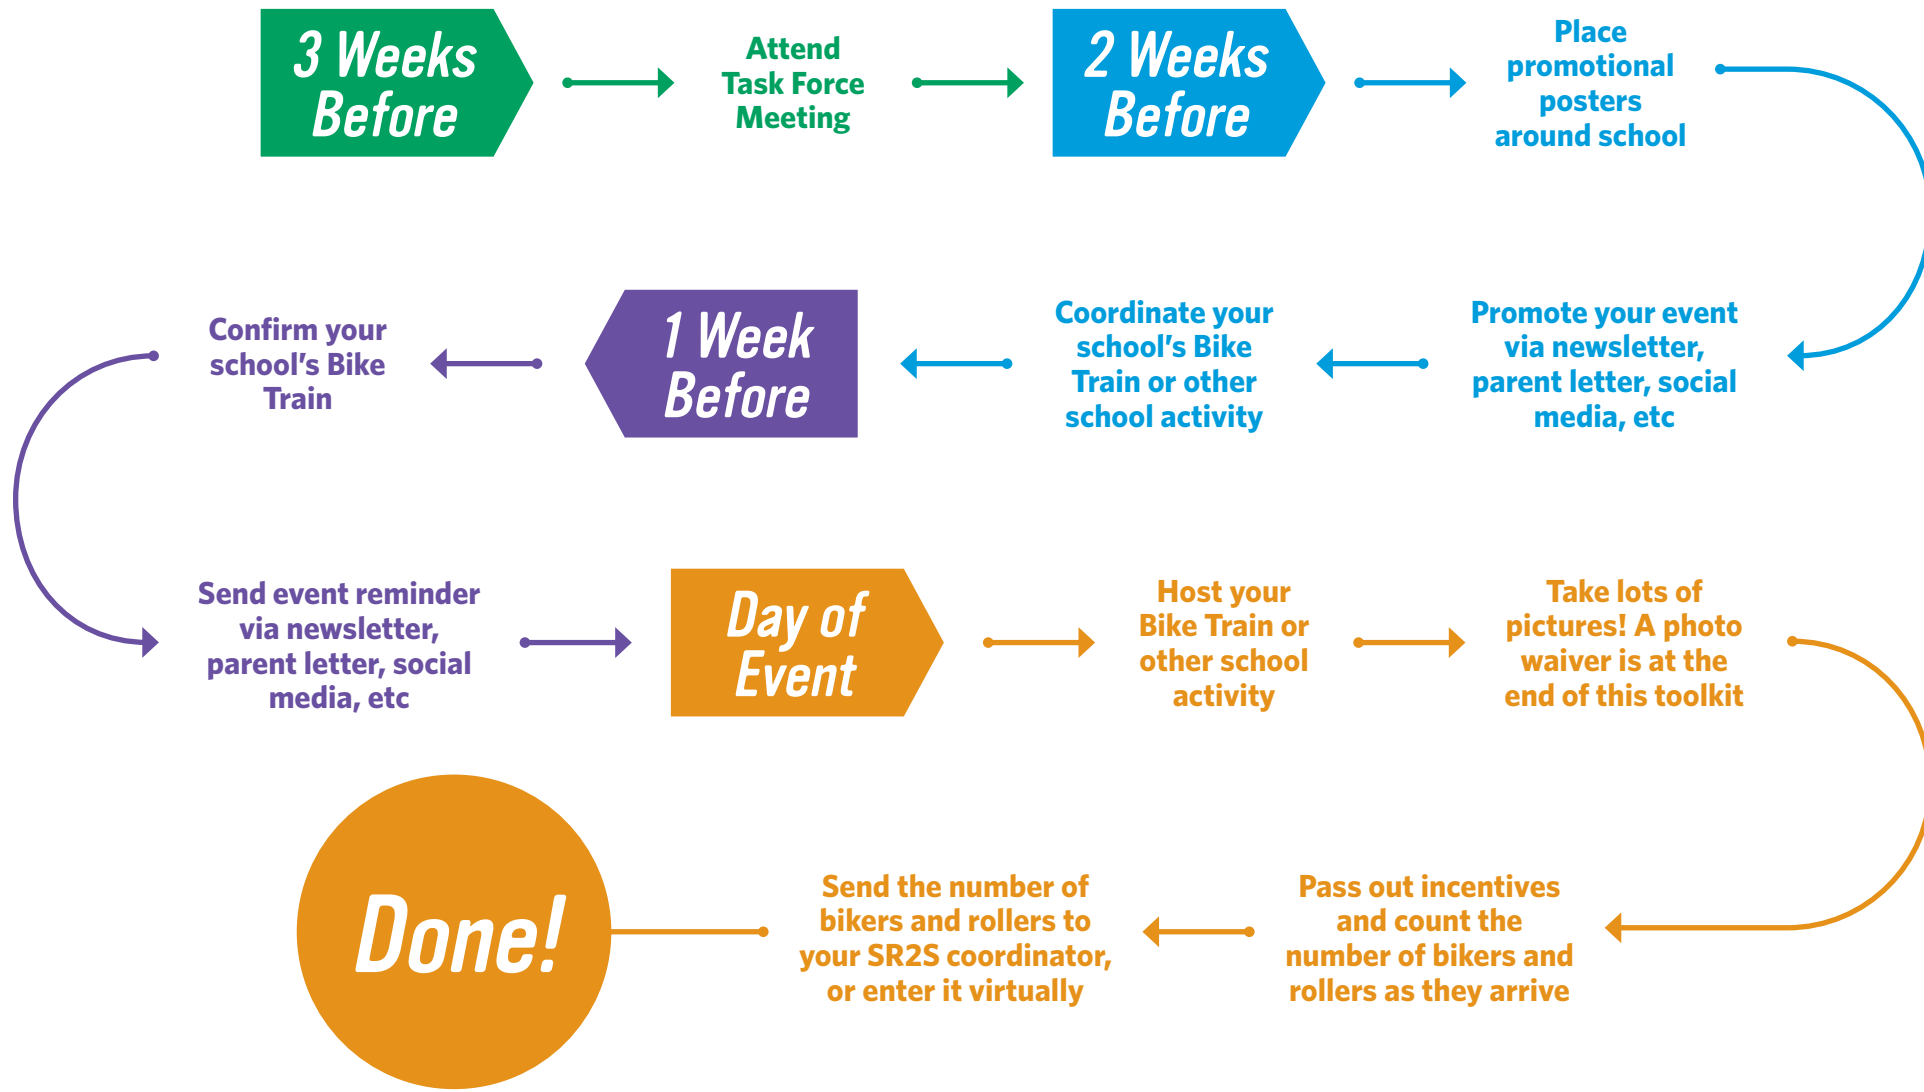 3 Weeks
Before
Attend
Task Force
Meeting
2 Weeks
Before
Place
promotional
posters
around school
Promote your event
via newsletter,
parent letter, social
media, etc
Coordinate your
school's Bike
Train or other
school activity
1 Week
Before
Confirm your
school's Bike
Train
Send event reminder
via newsletter,
parent letter, social
media, etc
Day of
Event
Host your
Bike Train or
other school
activity
Take lots of
pictures! A photo
waiver is at the
end of this toolkit
Pass out incentives
and count the
number of bikers and
rollers as they arrive
Send the number of
bikers and rollers to
your SR2S coordinator,
or enter it virtually
Done!